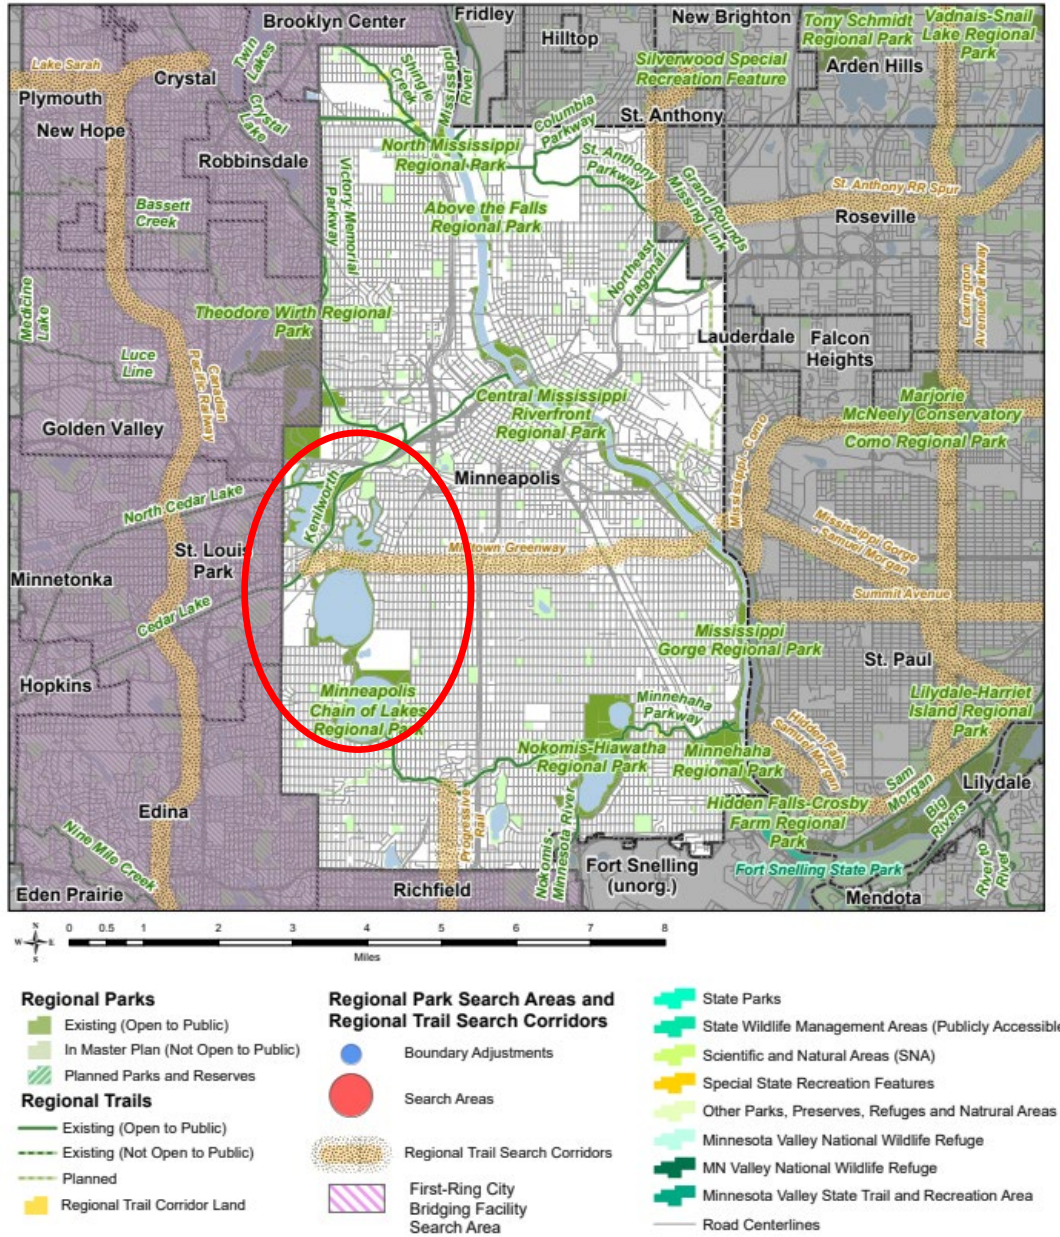 Brooklyn Center
Fridley
New Brighton
Hilltop
Tony Schmidt
Regional Park
Vadnais-Snail
Lake Regional
Park
Silverwood Special
Recreation Feature
Arden Hills
Lake Sarah
Crystal
Twin
Lakes
Shingle
Creek
Mississippi
River
Plymouth
New Hope
Crystal
Lake
Columbia
Parkway
St. Anthony
Robbinsdale
North Mississippi
Regional Park
St. Anthony
Parkway
Grand Rounds
Missing Link
St. Anthony RR Spur
Roseville
Bassett
Creek
Victory Memorial
Parkway
Above the Falls
Regional Park
Northeast
Diagonal
Lexington
Avenue/Parkway
Medicine
Lake
Theodore Wirth Regional
Park
Lauderdale
Falcon
Heights
Luce
Line
Canadian
Pacific Railway
Golden Valley
Central Mississippi
Riverfront
Regional Park
Marjorie
McNeely Conservatory
Como Regional Park
Mississippi - Como
Minneapolis
North Cedar Lake
Kenilworth
St. Louis
Park
Midtown Greenway
Mississippi Gorge
- Samuel Morgan
Minnetonka
Cedar Lake
Summit Avenue
Mississippi
Gorge Regional Park
St. Paul
Hopkins
Minneapolis
Chain of Lakes
Regional Park
Minnehaha
Parkway
Lilydale-Harriet
Island Regional
Park
Nokomis-Hiawatha
Regional Park
Minnehaha
Regional Park
Hidden Falls-
Samuel Morgan
Sam
Morgan
Lilydale
Edina
Progressive
Rail
Hidden Falls-Crosby
Farm Regional
Park
Big
Rivers
Nine Mile Creek
Nokomis-
Minnesota River
Fort Snelling
(unorg.)
Fort Snelling State Park
River to
River
Eden Prairie
Richfield
Mendota
N
W E
S
0 0.5 1 2 3 4 5 6 7 8
Miles
Regional Parks
Existing (Open to Public)
In Master Plan (Not Open to Public)
Planned Parks and Reserves
Regional Trails
Existing (Open to Public)
Existing (Not Open to Public)
Planned
Regional Trail Corridor Land
Regional Park Search Areas and
Regional Trail Search Corridors
Boundary Adjustments
Search Areas
Regional Trail Search Corridors
First-Ring City
Bridging Facility
Search Area
State Parks
State Wildlife Management Areas (Publicly Accessible
Scientific and Natural Areas (SNA)
Special State Recreation Features
Other Parks, Preserves, Refuges and Natrural Areas
Minnesota Valley National Wildlife Refuge
MN Valley National Wildlife Refuge
Minnesota Valley State Trail and Recreation Area
Road Centerlines